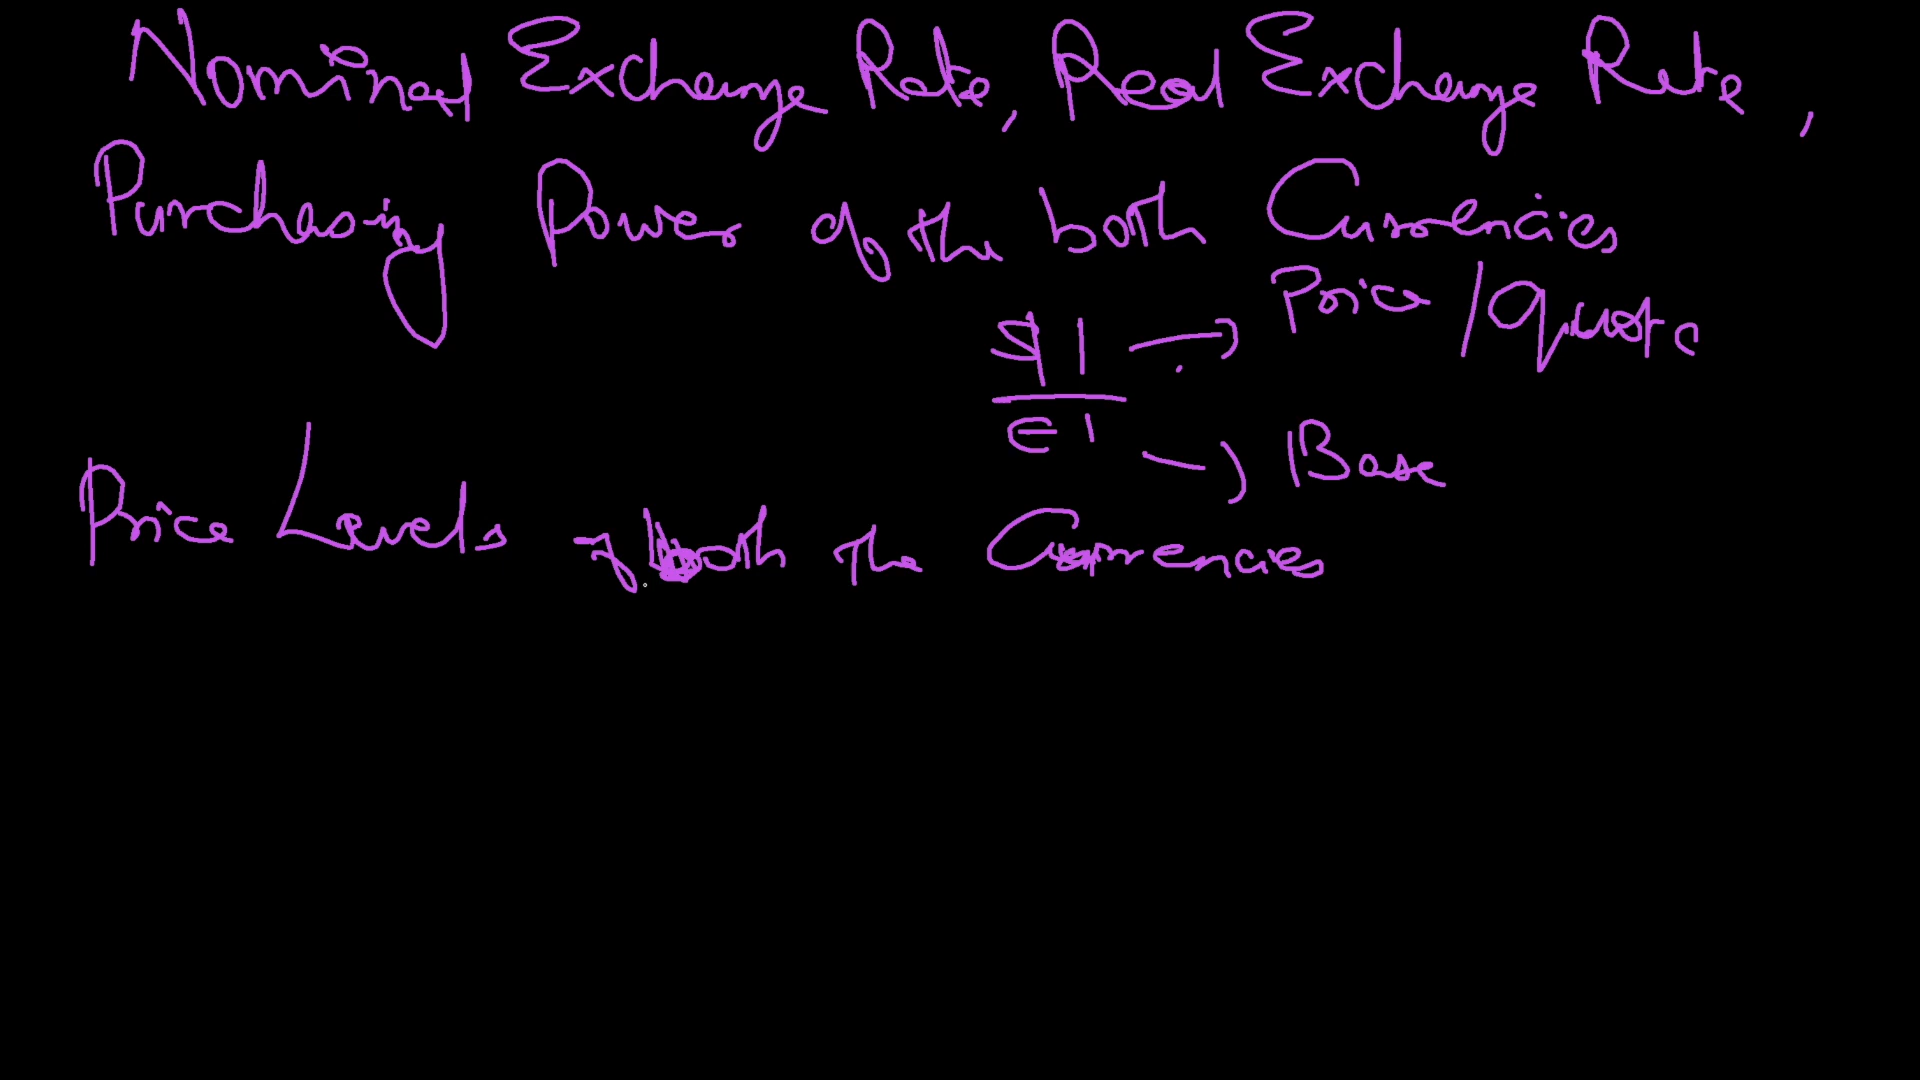 Nominal Exchange Rate, Real Exchange Rate,
Purchasing Power of the both Currencies
$1 → Price / Quote
€1 → Base
Price Levels of both the Currencies